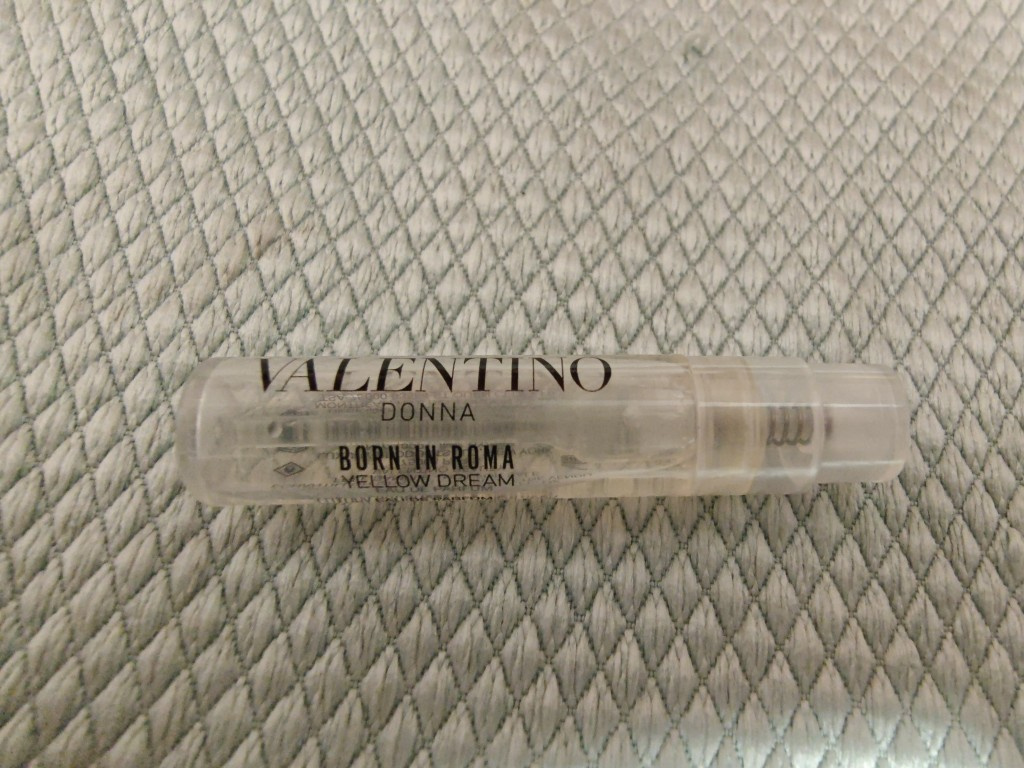 VALENTINO
DONNA
BORN IN ROMA
YELLOW DREAM